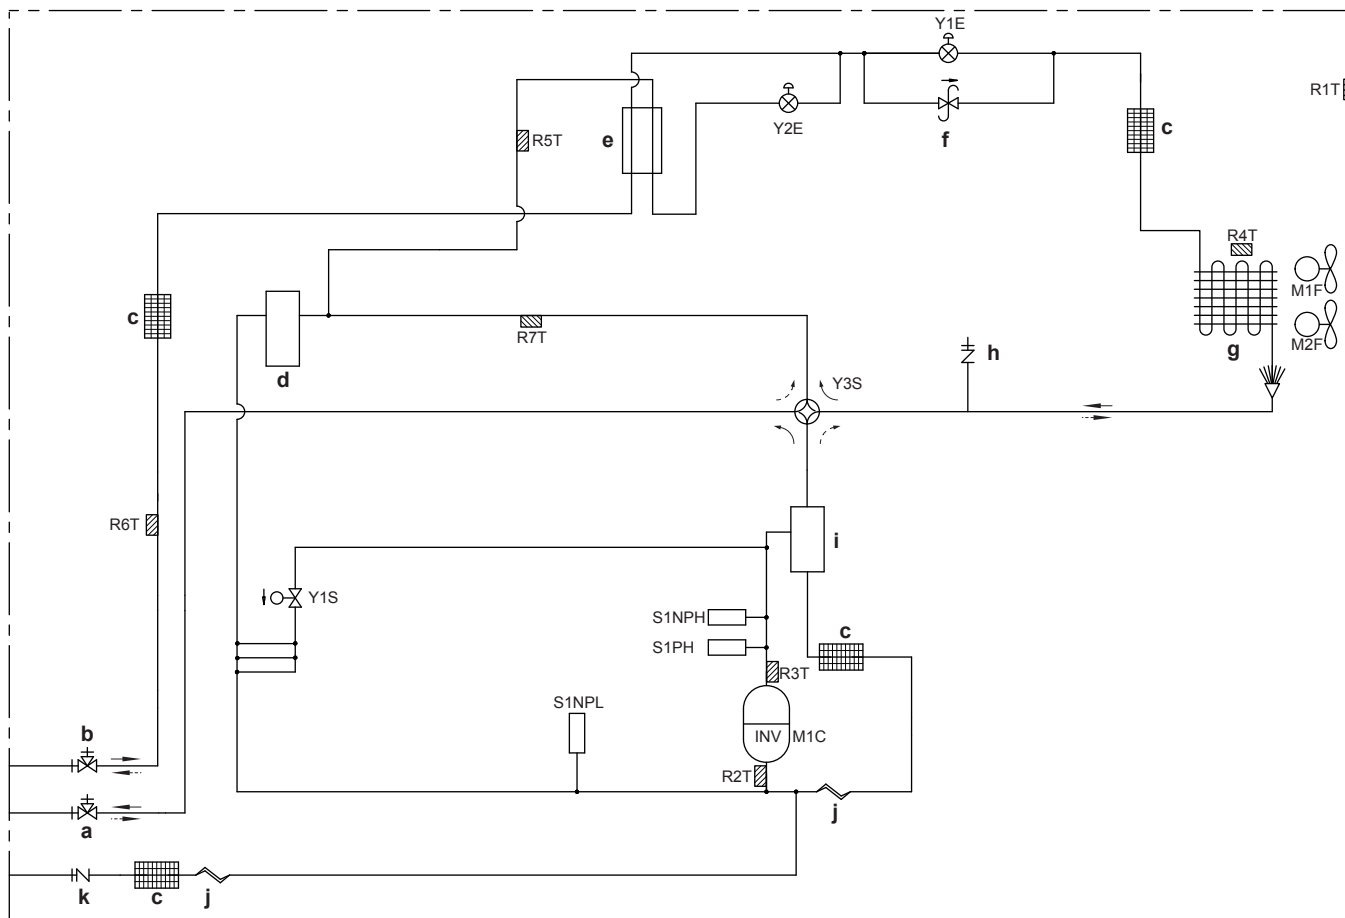 Y1E
R1T
c
Y2E
f
R5T
e
R4T
M1F
c
R7T
M2F
g
h
d
Y3S
R6T
i
Y1S
S1NPH
c
S1PH
R3T
S1NPL
b
INV
M1C
R2T
a
j
k
c
j